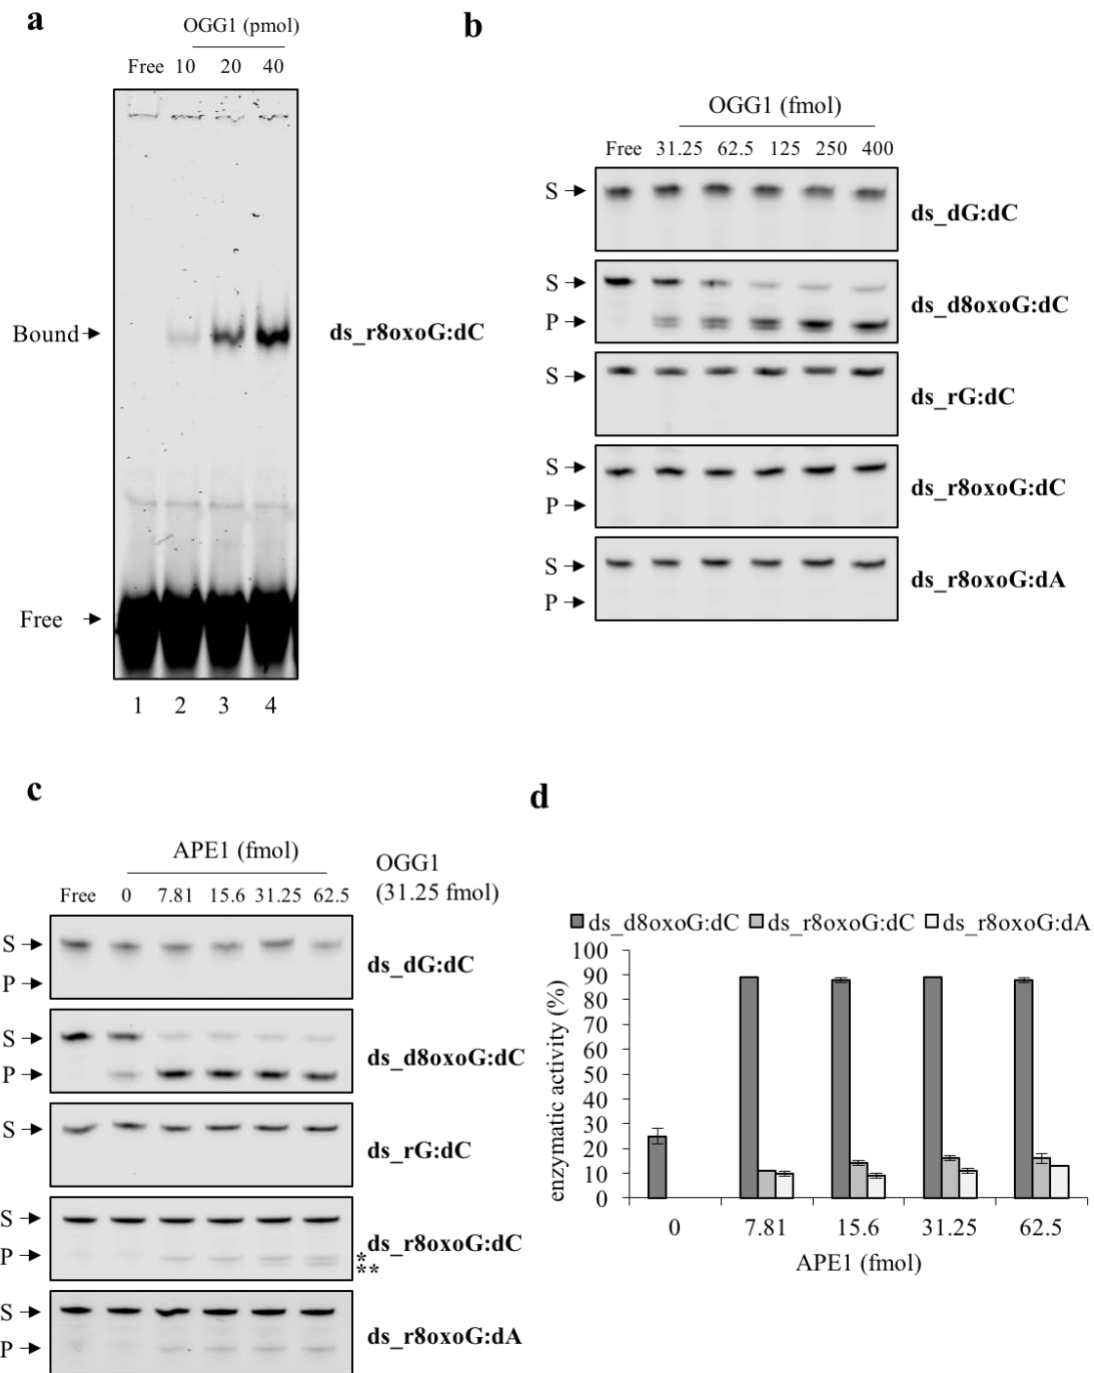 a
OGG1 (pmol)
Free 10 20 40
Bound
ds_r8oxoG:dC
Free
1 2 3 4
b
OGG1 (fmol)
Free 31.25 62.5 125 250 400
S
ds_dG:dC
S
ds_d8oxoG:dC
P
S
ds_rG:dC
S
ds_r8oxoG:dC
P
S
ds_r8oxoG:dA
P
c
APE1 (fmol)
OGG1
(31.25 fmol)
Free 0 7.81 15.6 31.25 62.5
S
ds_dG:dC
P
S
ds_d8oxoG:dC
P
S
ds_rG:dC
S
ds_r8oxoG:dC
P
*
**
S
ds_r8oxoG:dA
P
d
ds_d8oxoG:dC ds_r8oxoG:dC ds_r8oxoG:dA
enzymatic activity (%)
100
90
80
70
60
50
40
30
20
10
0
0 7.81 15.6 31.25 62.5
APE1 (fmol)